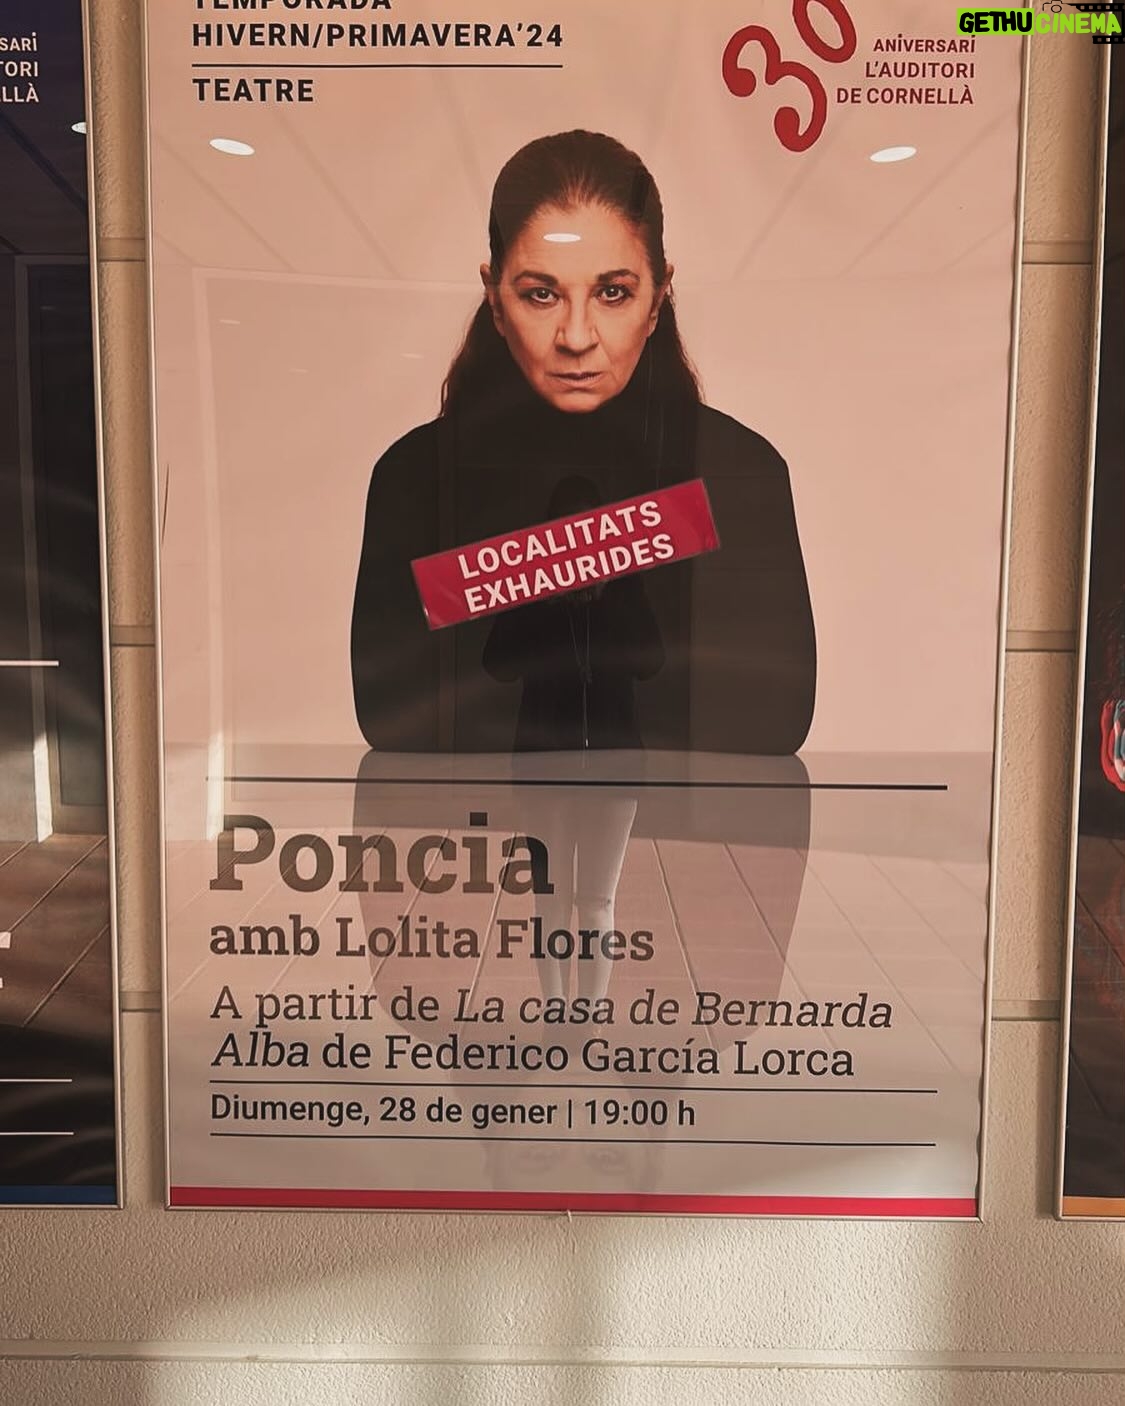 TEMPORADA
HIVERN/PRIMAVERA'24
TEATRE
30
ANIVERSARI
L'AUDITORI
DE CORNELLÀ
GETHUCINEMA
LOCALITATS
EXHAURIDES
Poncia
amb Lolita Flores
A partir de La casa de Bernarda
Alba de Federico García Lorca
Diumenge, 28 de gener | 19:00 h